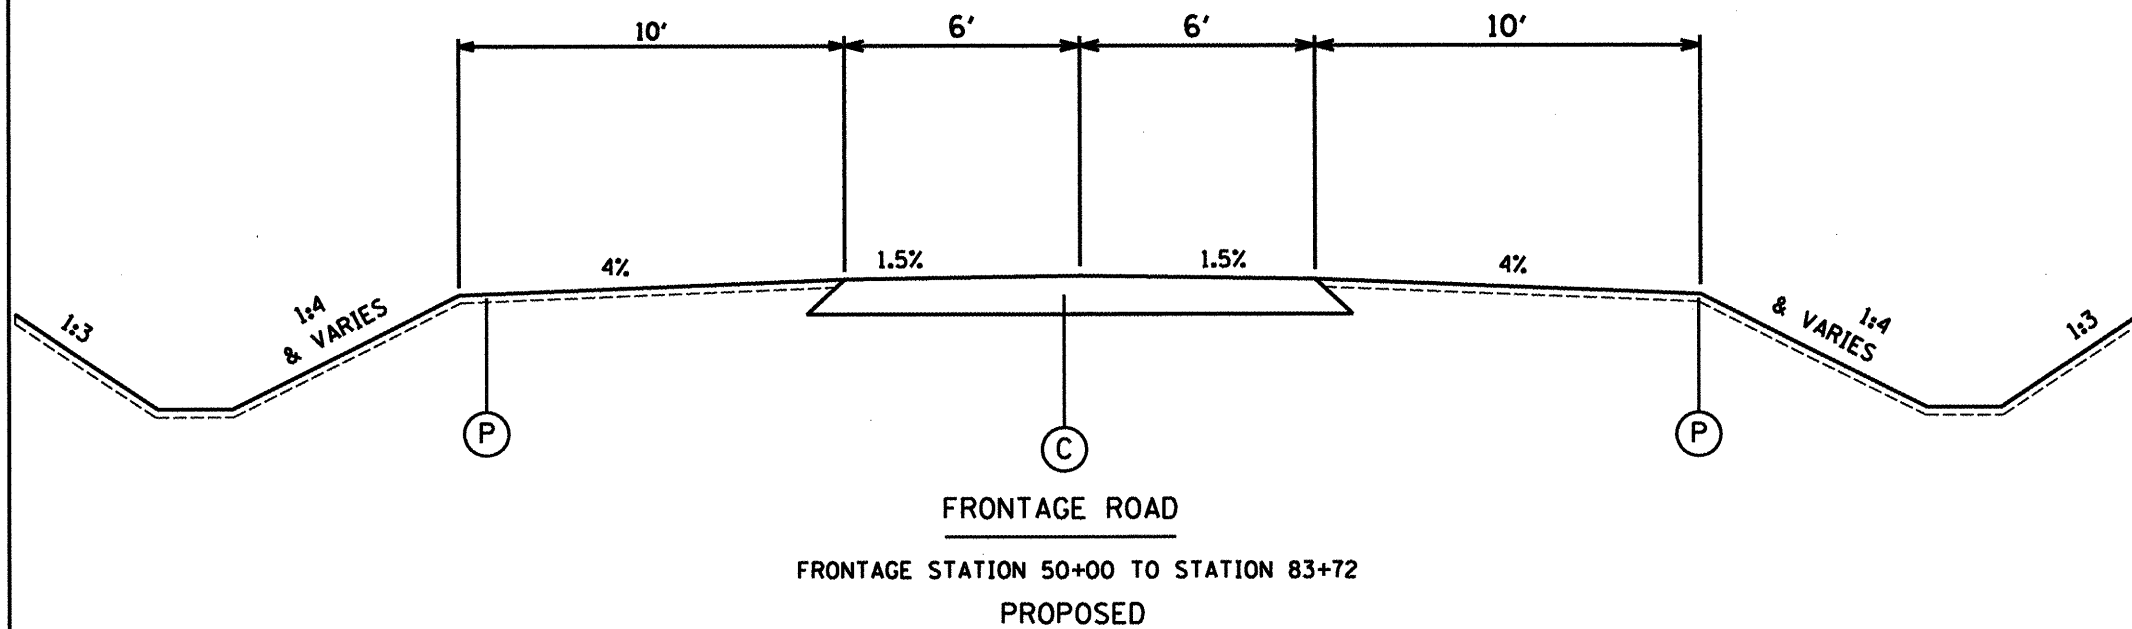 10' 6' 6' 10'
4% 1.5% 1.5% 4%
1:3 1:4 & VARIES & VARIES 1:4 1:3
P C P
FRONTAGE ROAD
FRONTAGE STATION 50+00 TO STATION 83+72
PROPOSED